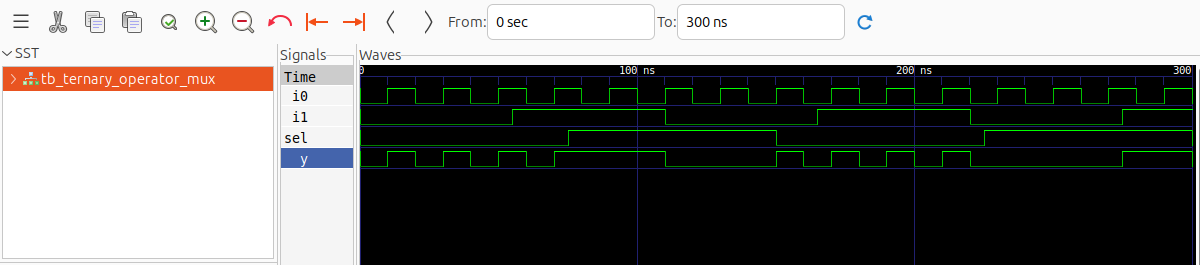 From: 0 sec To: 300 ns
SST
tb_ternary_operator_mux
Signals
Time
i0
i1
sel
y
Waves
0 100 ns 200 ns 300